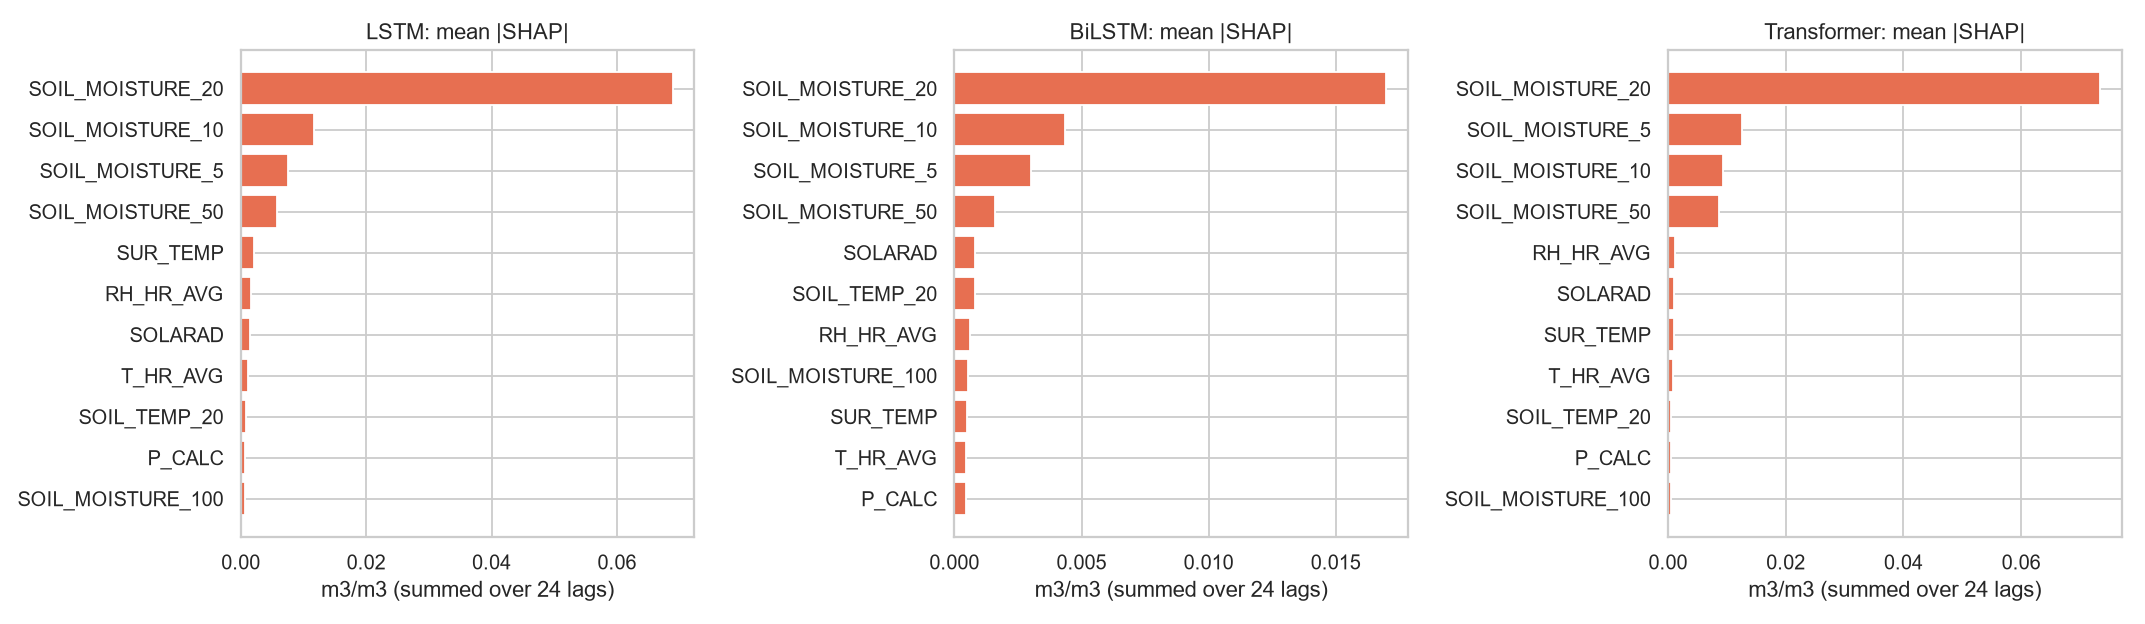 LSTM: mean |SHAP|
SOIL_MOISTURE_20
SOIL_MOISTURE_10
SOIL_MOISTURE_5
SOIL_MOISTURE_50
SUR_TEMP
RH_HR_AVG
SOLARAD
T_HR_AVG
SOIL_TEMP_20
P_CALC
SOIL_MOISTURE_100
0.00 0.02 0.04 0.06
m3/m3 (summed over 24 lags)
BiLSTM: mean |SHAP|
SOIL_MOISTURE_20
SOIL_MOISTURE_10
SOIL_MOISTURE_5
SOIL_MOISTURE_50
SOLARAD
SOIL_TEMP_20
RH_HR_AVG
SOIL_MOISTURE_100
SUR_TEMP
T_HR_AVG
P_CALC
0.000 0.005 0.010 0.015
m3/m3 (summed over 24 lags)
Transformer: mean |SHAP|
SOIL_MOISTURE_20
SOIL_MOISTURE_5
SOIL_MOISTURE_10
SOIL_MOISTURE_50
RH_HR_AVG
SOLARAD
SUR_TEMP
T_HR_AVG
SOIL_TEMP_20
P_CALC
SOIL_MOISTURE_100
0.00 0.02 0.04 0.06
m3/m3 (summed over 24 lags)